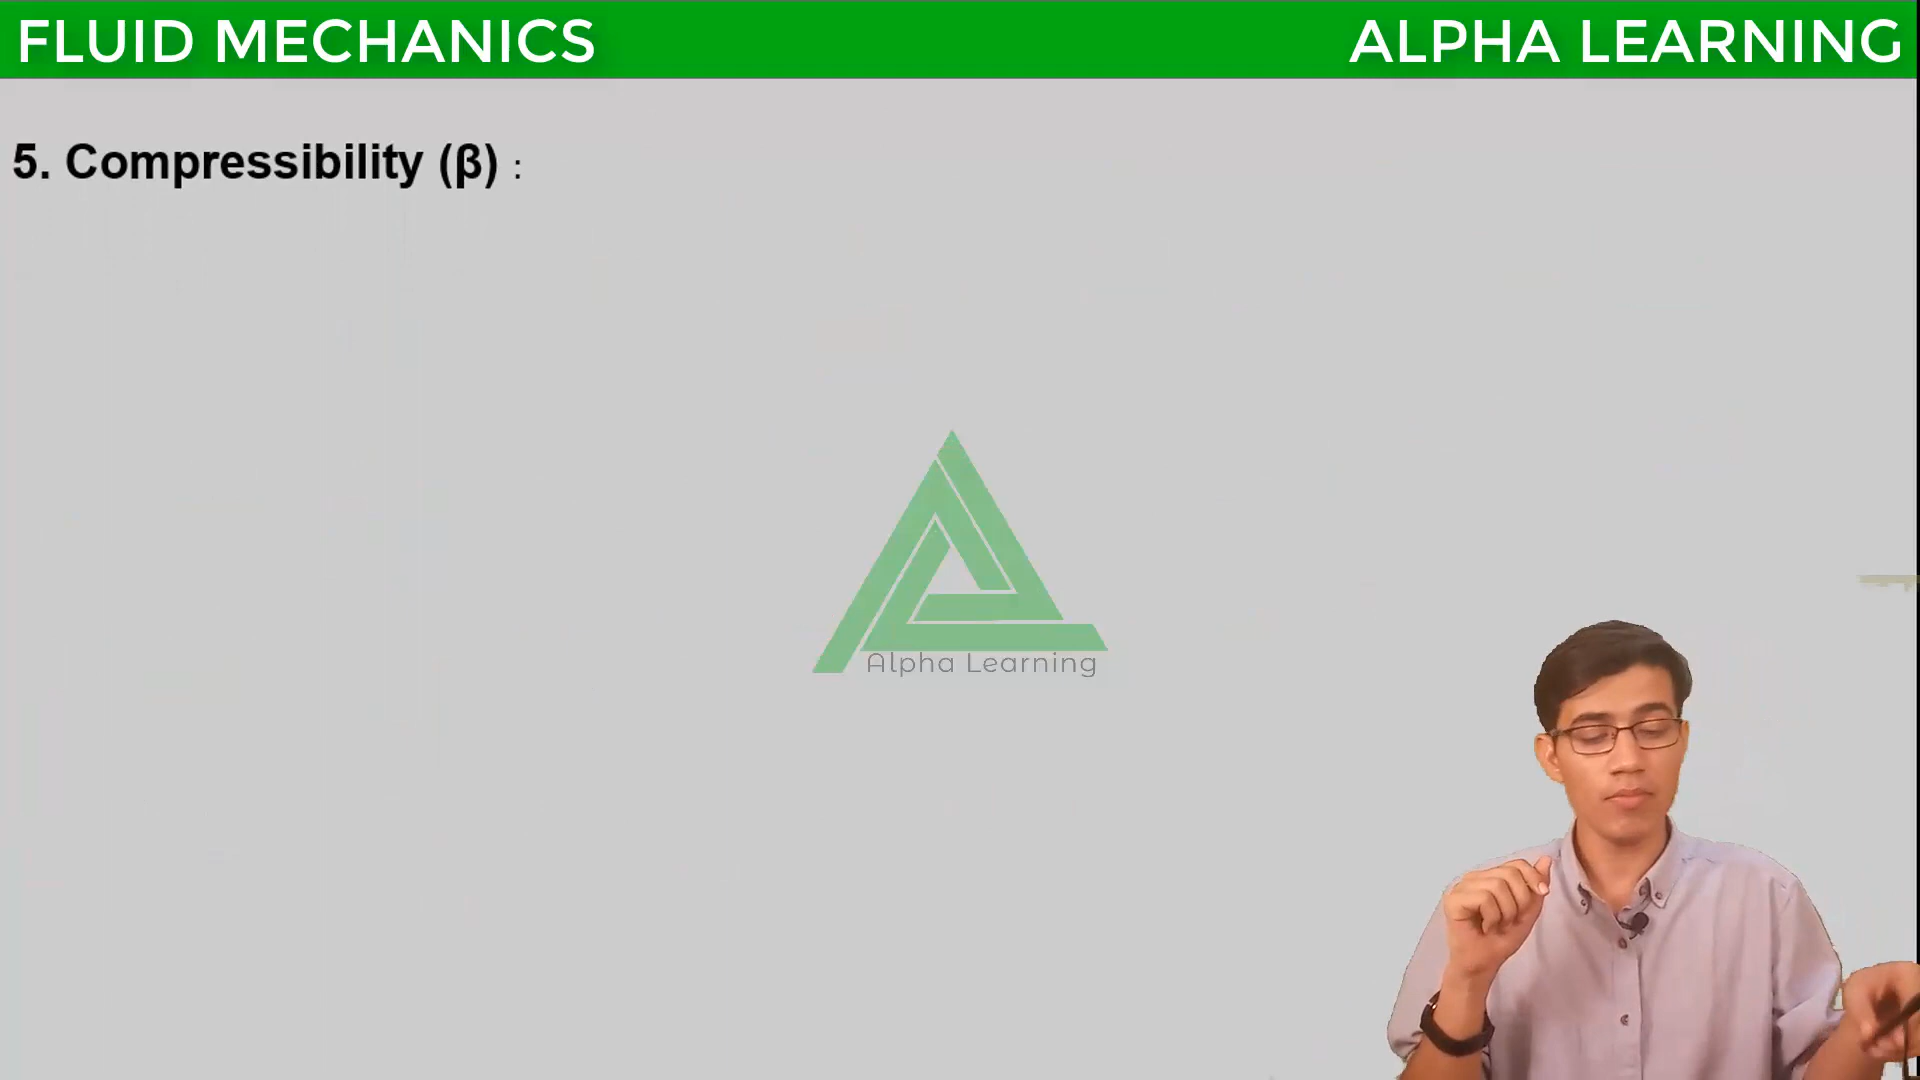 FLUID MECHANICS
ALPHA LEARNING
5. Compressibility (β) :
Alpha Learning